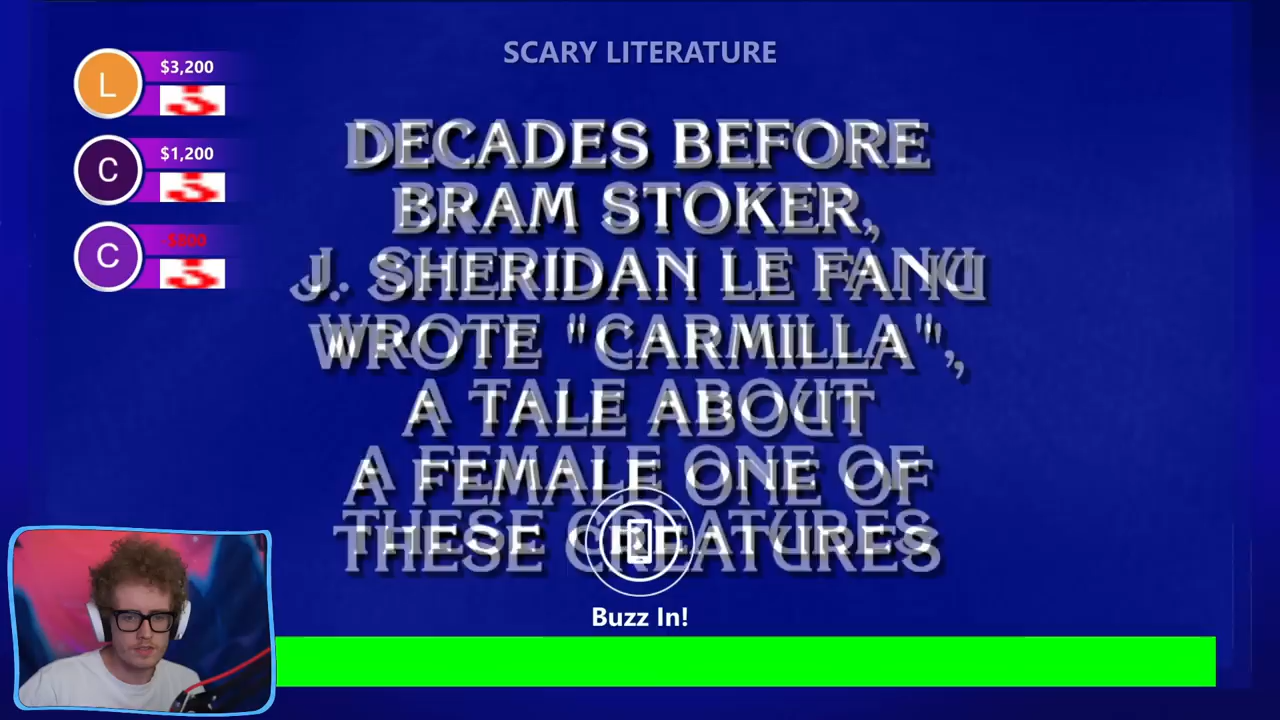 SCARY LITERATURE
L
$3,200
C
$1,200
C
-$800
DECADES BEFORE
BRAM STOKER,
J. SHERIDAN LE FANU
WROTE "CARMILLA",
A TALE ABOUT
A FEMALE ONE OF
THESE CREATURES
Buzz In!